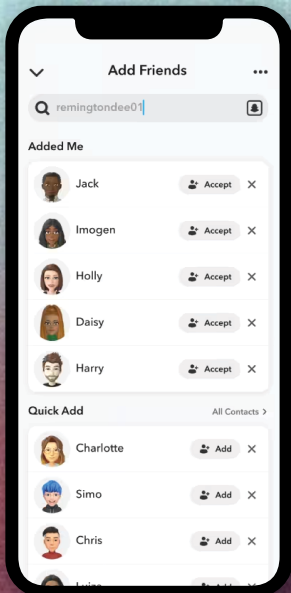 Add Friends
remingtondee01
Added Me
Jack Accept
Imogen Accept
Holly Accept
Daisy Accept
Harry Accept
Quick Add All Contacts >
Charlotte Add
Simo Add
Chris Add